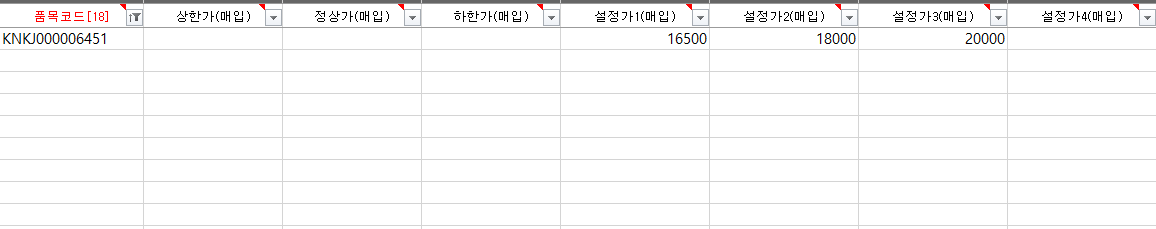 품목코드[18] 상한가(매입) 정상가(매입) 하한가(매입) 설정가1(매입) 설정가2(매입) 설정가3(매입) 설정가4(매입)
KNKJ000006451 16500 18000 20000